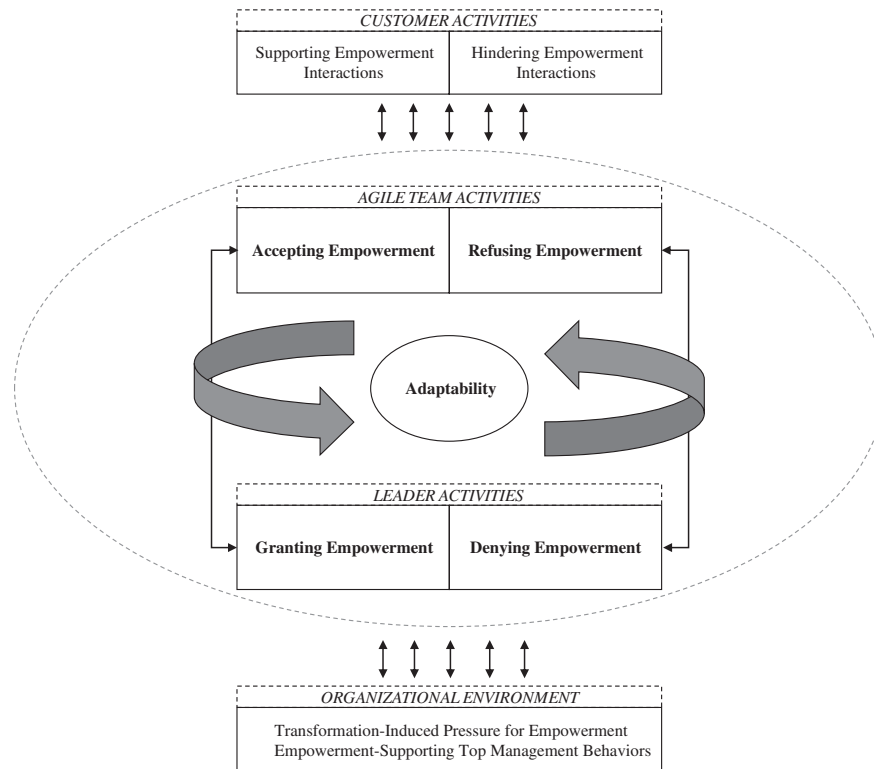 CUSTOMER ACTIVITIES
Supporting Empowerment
Interactions
Hindering Empowerment
Interactions
AGILE TEAM ACTIVITIES
Accepting Empowerment
Refusing Empowerment
Adaptability
LEADER ACTIVITIES
Granting Empowerment
Denying Empowerment
ORGANIZATIONAL ENVIRONMENT
Transformation-Induced Pressure for Empowerment
Empowerment-Supporting Top Management Behaviors